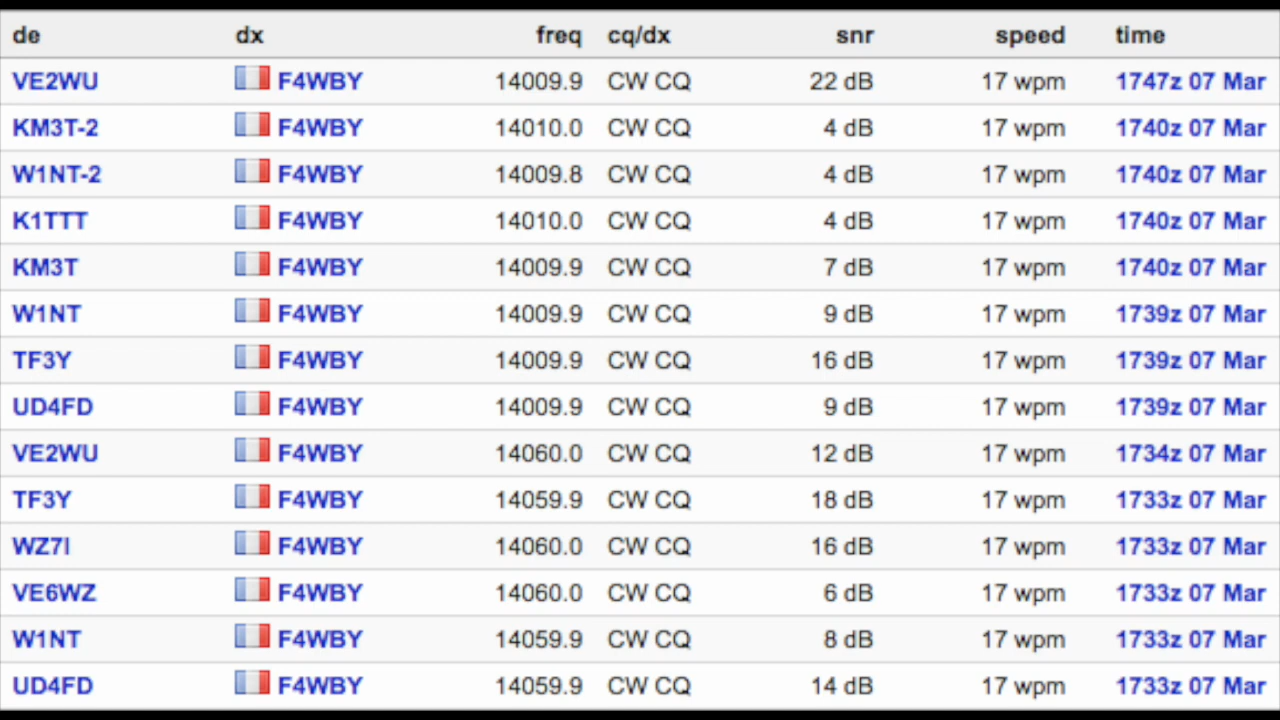 de dx freq cq/dx snr speed time
VE2WU F4WBY 14009.9 CW CQ 22 dB 17 wpm 1747z 07 Mar
KM3T-2 F4WBY 14010.0 CW CQ 4 dB 17 wpm 1740z 07 Mar
W1NT-2 F4WBY 14009.8 CW CQ 4 dB 17 wpm 1740z 07 Mar
K1TTT F4WBY 14010.0 CW CQ 4 dB 17 wpm 1740z 07 Mar
KM3T F4WBY 14009.9 CW CQ 7 dB 17 wpm 1740z 07 Mar
W1NT F4WBY 14009.9 CW CQ 9 dB 17 wpm 1739z 07 Mar
TF3Y F4WBY 14009.9 CW CQ 16 dB 17 wpm 1739z 07 Mar
UD4FD F4WBY 14009.9 CW CQ 9 dB 17 wpm 1739z 07 Mar
VE2WU F4WBY 14060.0 CW CQ 12 dB 17 wpm 1734z 07 Mar
TF3Y F4WBY 14059.9 CW CQ 18 dB 17 wpm 1733z 07 Mar
WZ7I F4WBY 14060.0 CW CQ 16 dB 17 wpm 1733z 07 Mar
VE6WZ F4WBY 14060.0 CW CQ 6 dB 17 wpm 1733z 07 Mar
W1NT F4WBY 14059.9 CW CQ 8 dB 17 wpm 1733z 07 Mar
UD4FD F4WBY 14059.9 CW CQ 14 dB 17 wpm 1733z 07 Mar